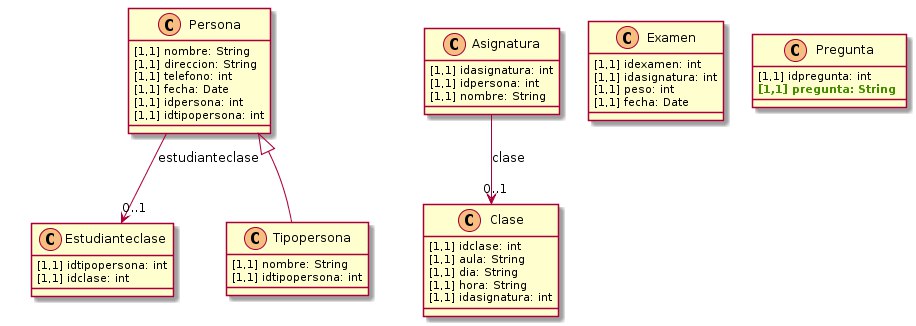 C Persona
[1,1] nombre: String
[1,1] direccion: String
[1,1] telefono: int
[1,1] fecha: Date
[1,1] idpersona: int
[1,1] idtipopersona: int
C Asignatura
[1,1] idasignatura: int
[1,1] idpersona: int
[1,1] nombre: String
C Examen
[1,1] idexamen: int
[1,1] idasignatura: int
[1,1] peso: int
[1,1] fecha: Date
C Pregunta
[1,1] idpregunta: int
[1,1] pregunta: String
estudianteclase
0..1
clase
0..1
C Estudianteclase
[1,1] idtipopersona: int
[1,1] idclase: int
C Tipopersona
[1,1] nombre: String
[1,1] idtipopersona: int
C Clase
[1,1] idclase: int
[1,1] aula: String
[1,1] dia: String
[1,1] hora: String
[1,1] idasignatura: int